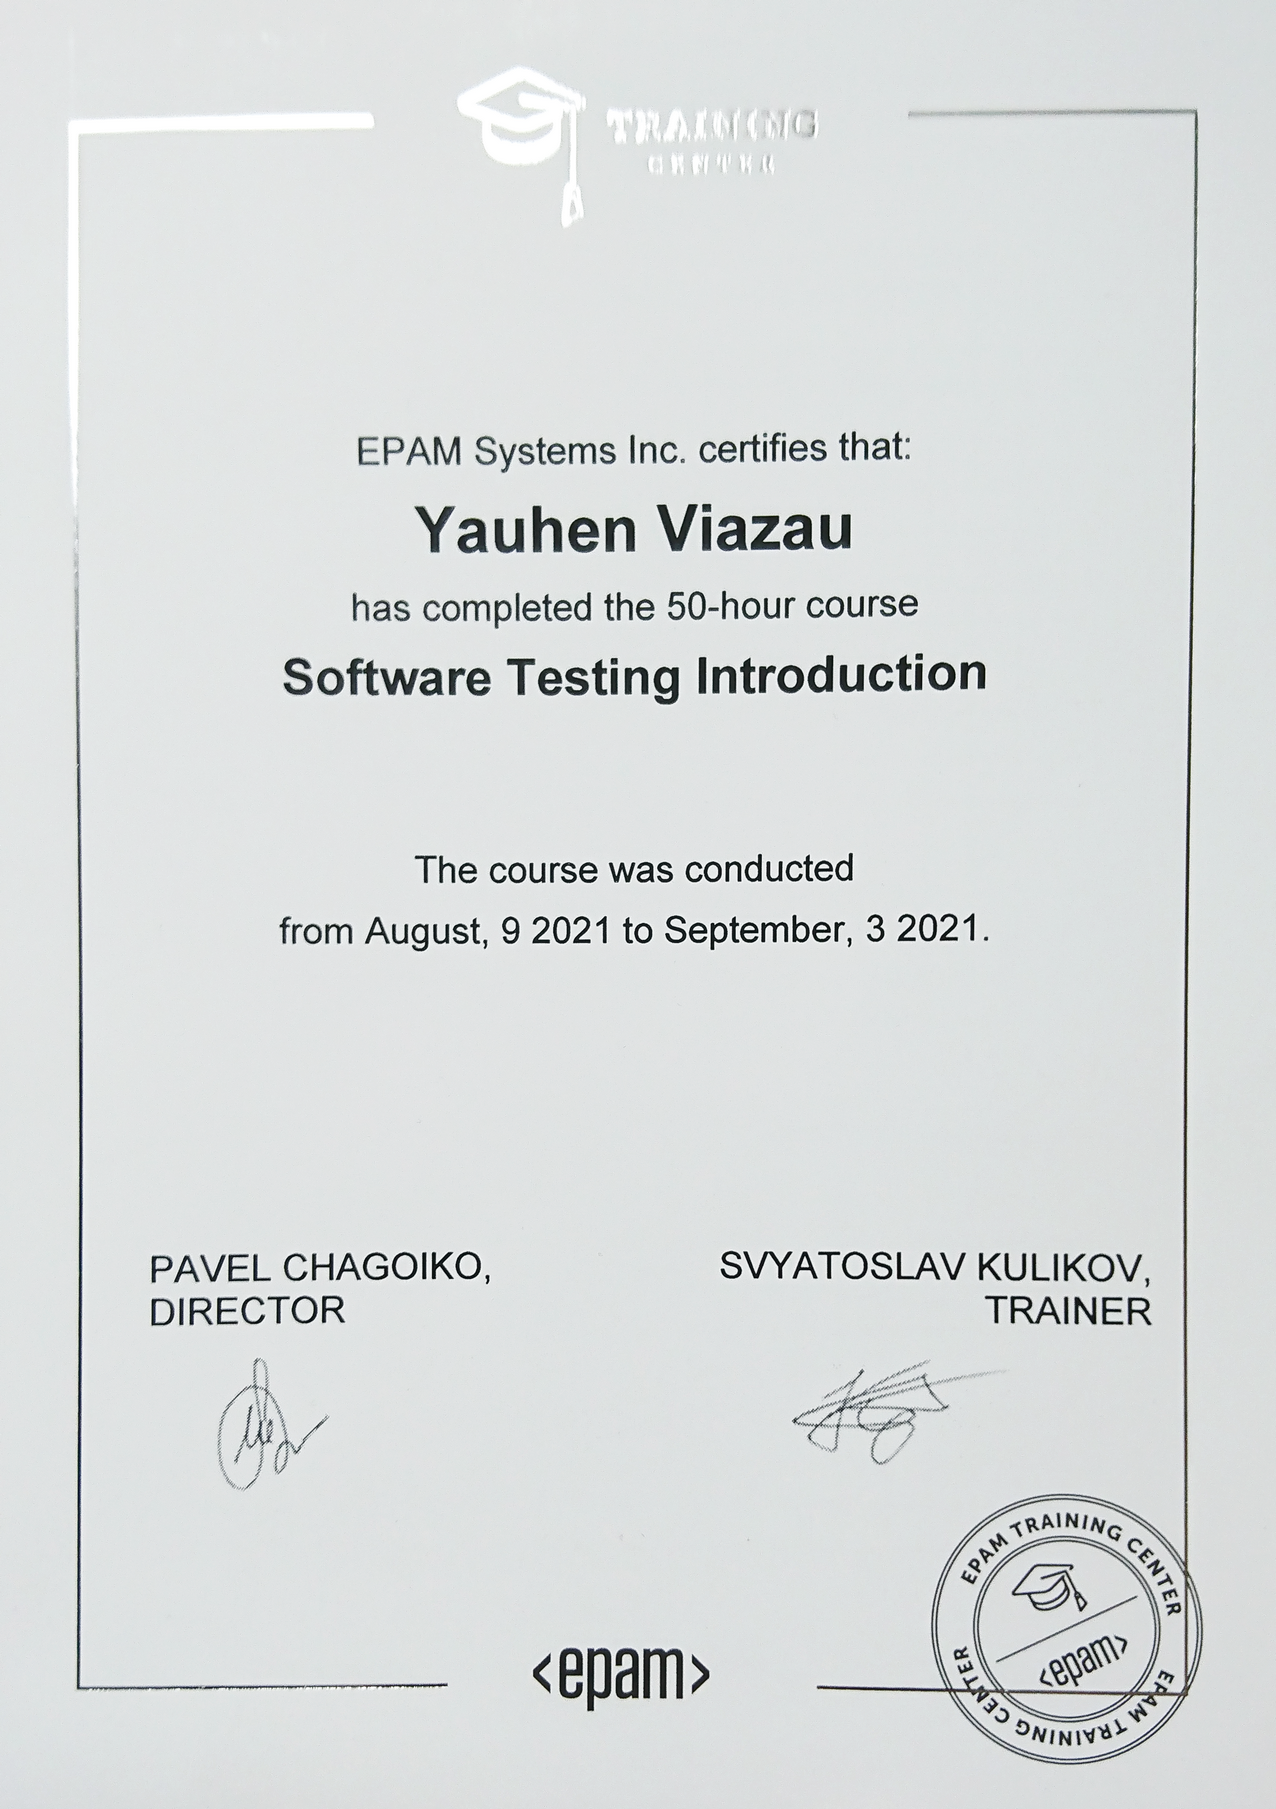 TRAINING
CENTER
EPAM Systems Inc. certifies that:
Yauhen Viazau
has completed the 50-hour course
Software Testing Introduction
The course was conducted
from August, 9 2021 to September, 3 2021.
PAVEL CHAGOIKO,
DIRECTOR
SVYATOSLAV KULIKOV,
TRAINER
<epam>
EPAM TRAINING CENTER
<epam>
EPAM TRAINING CENTER